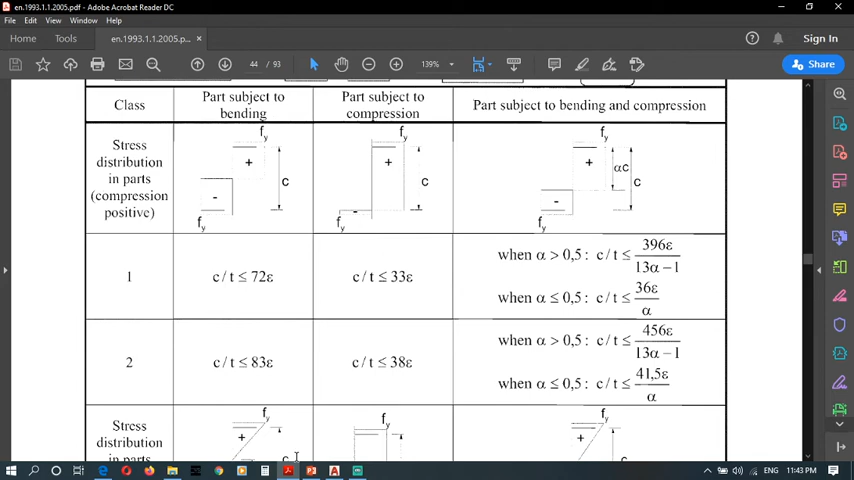 en.1993.1.1.2005.pdf - Adobe Acrobat Reader DC
File Edit View Window Help
Home Tools en.1993.1.1.2005.p... × Sign In
44 / 93 139% Share
Class Part subject to bending Part subject to compression Part subject to bending and compression
Stress distribution in parts (compression positive)
fy + - fy c
fy + - fy c
fy + - fy αc c
1 c / t ≤ 72ε c / t ≤ 33ε
when α > 0,5 : c / t ≤ 396ε / 13α − 1
when α ≤ 0,5 : c / t ≤ 36ε / α
2 c / t ≤ 83ε c / t ≤ 38ε
when α > 0,5 : c / t ≤ 456ε / 13α − 1
when α ≤ 0,5 : c / t ≤ 41,5ε / α
Stress distribution in parts
fy + c
fy
fy + c
ENG 11:43 PM